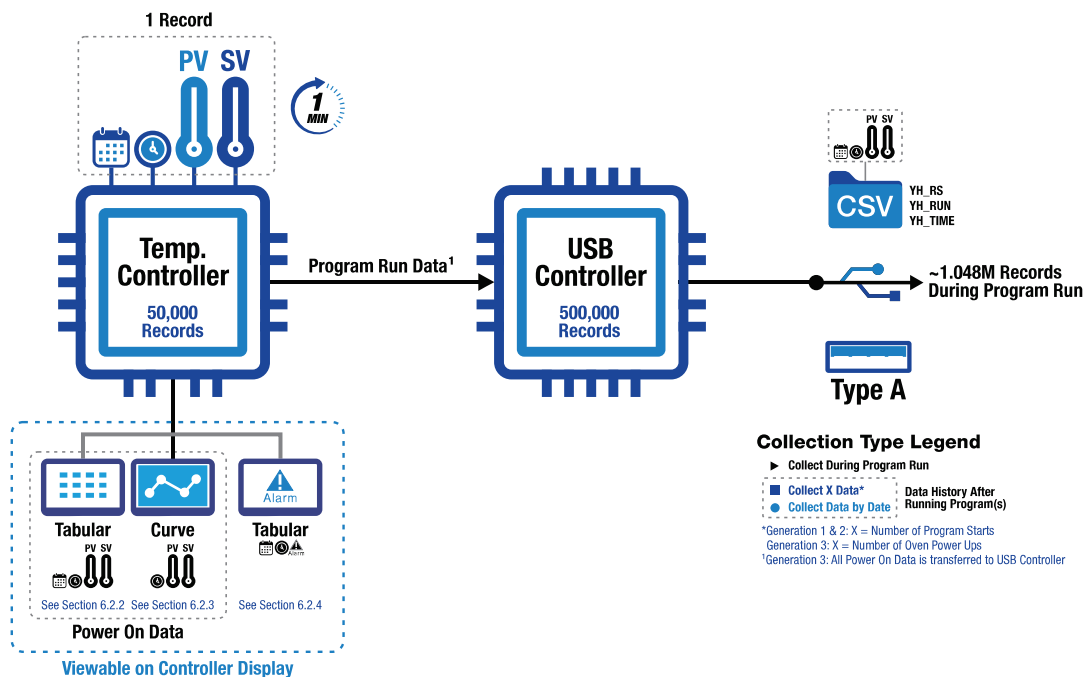 1 Record
PV SV
1
MIN
Temp.
Controller
50,000
Records
Program Run Data¹
USB
Controller
500,000
Records
PV SV
CSV
YH_RS
YH_RUN
YH_TIME
~1.048M Records
During Program Run
Type A
Alarm
Tabular
Curve
Tabular
PV SV
PV SV
Alarm
See Section 6.2.2
See Section 6.2.3
See Section 6.2.4
Power On Data
Viewable on Controller Display
Collection Type Legend
Collect During Program Run
Collect X Data*
Collect Data by Date
Data History After
Running Program(s)
*Generation 1 & 2: X = Number of Program Starts
Generation 3: X = Number of Oven Power Ups
¹Generation 3: All Power On Data is transferred to USB Controller